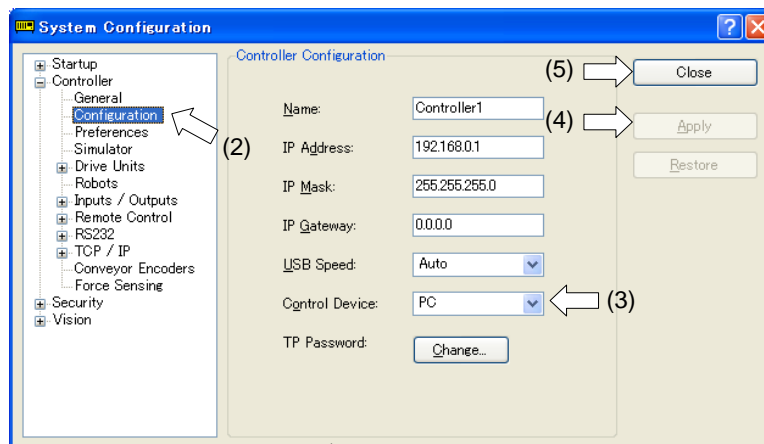 System Configuration
Startup
Controller
General
Configuration
Preferences
Simulator
Drive Units
Robots
Inputs / Outputs
Remote Control
RS232
TCP / IP
Conveyor Encoders
Force Sensing
Security
Vision
(2)
Controller Configuration
Name:
Controller1
IP Address:
192.168.0.1
IP Mask:
255.255.255.0
IP Gateway:
0.0.0.0
USB Speed:
Auto
Control Device:
PC
(3)
TP Password:
Change...
(5)
Close
(4)
Apply
Restore